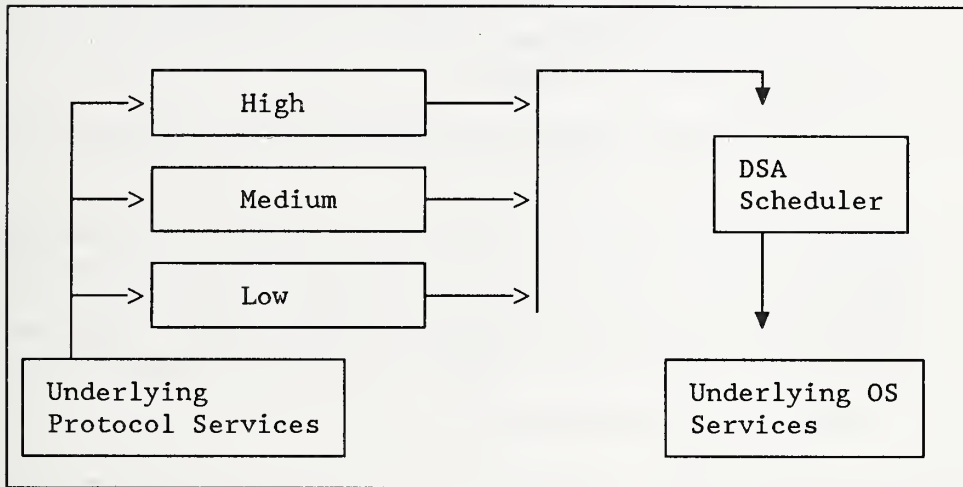 High
Medium
Low
DSA
Scheduler
Underlying
Protocol Services
Underlying OS
Services